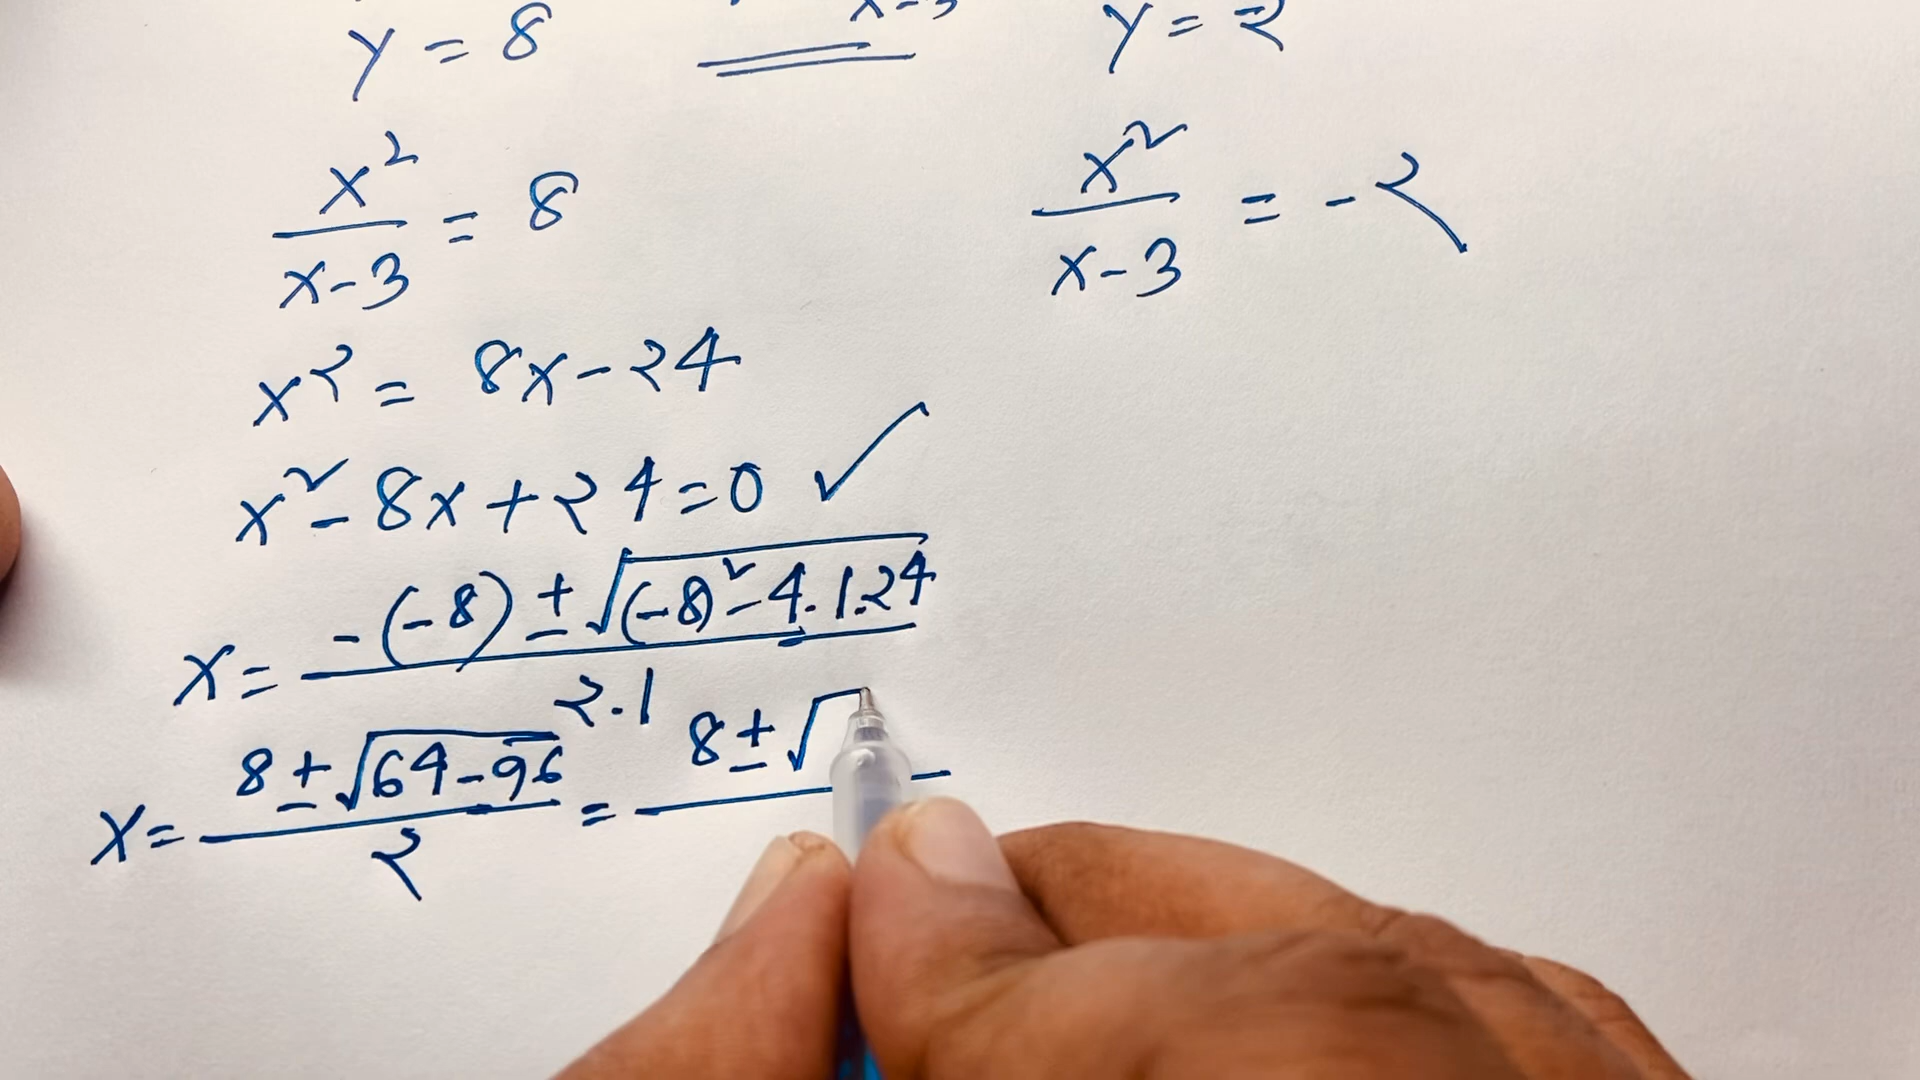 y = 8
x-3
y = 2
x²/x-3 = 8
x²/x-3 = -2
x² = 8x-24
x²-8x+24=0 ✓
x= -(-8)±√(-8)²-4.1.24/2.1
x= 8±√64-96/2 = 8±√